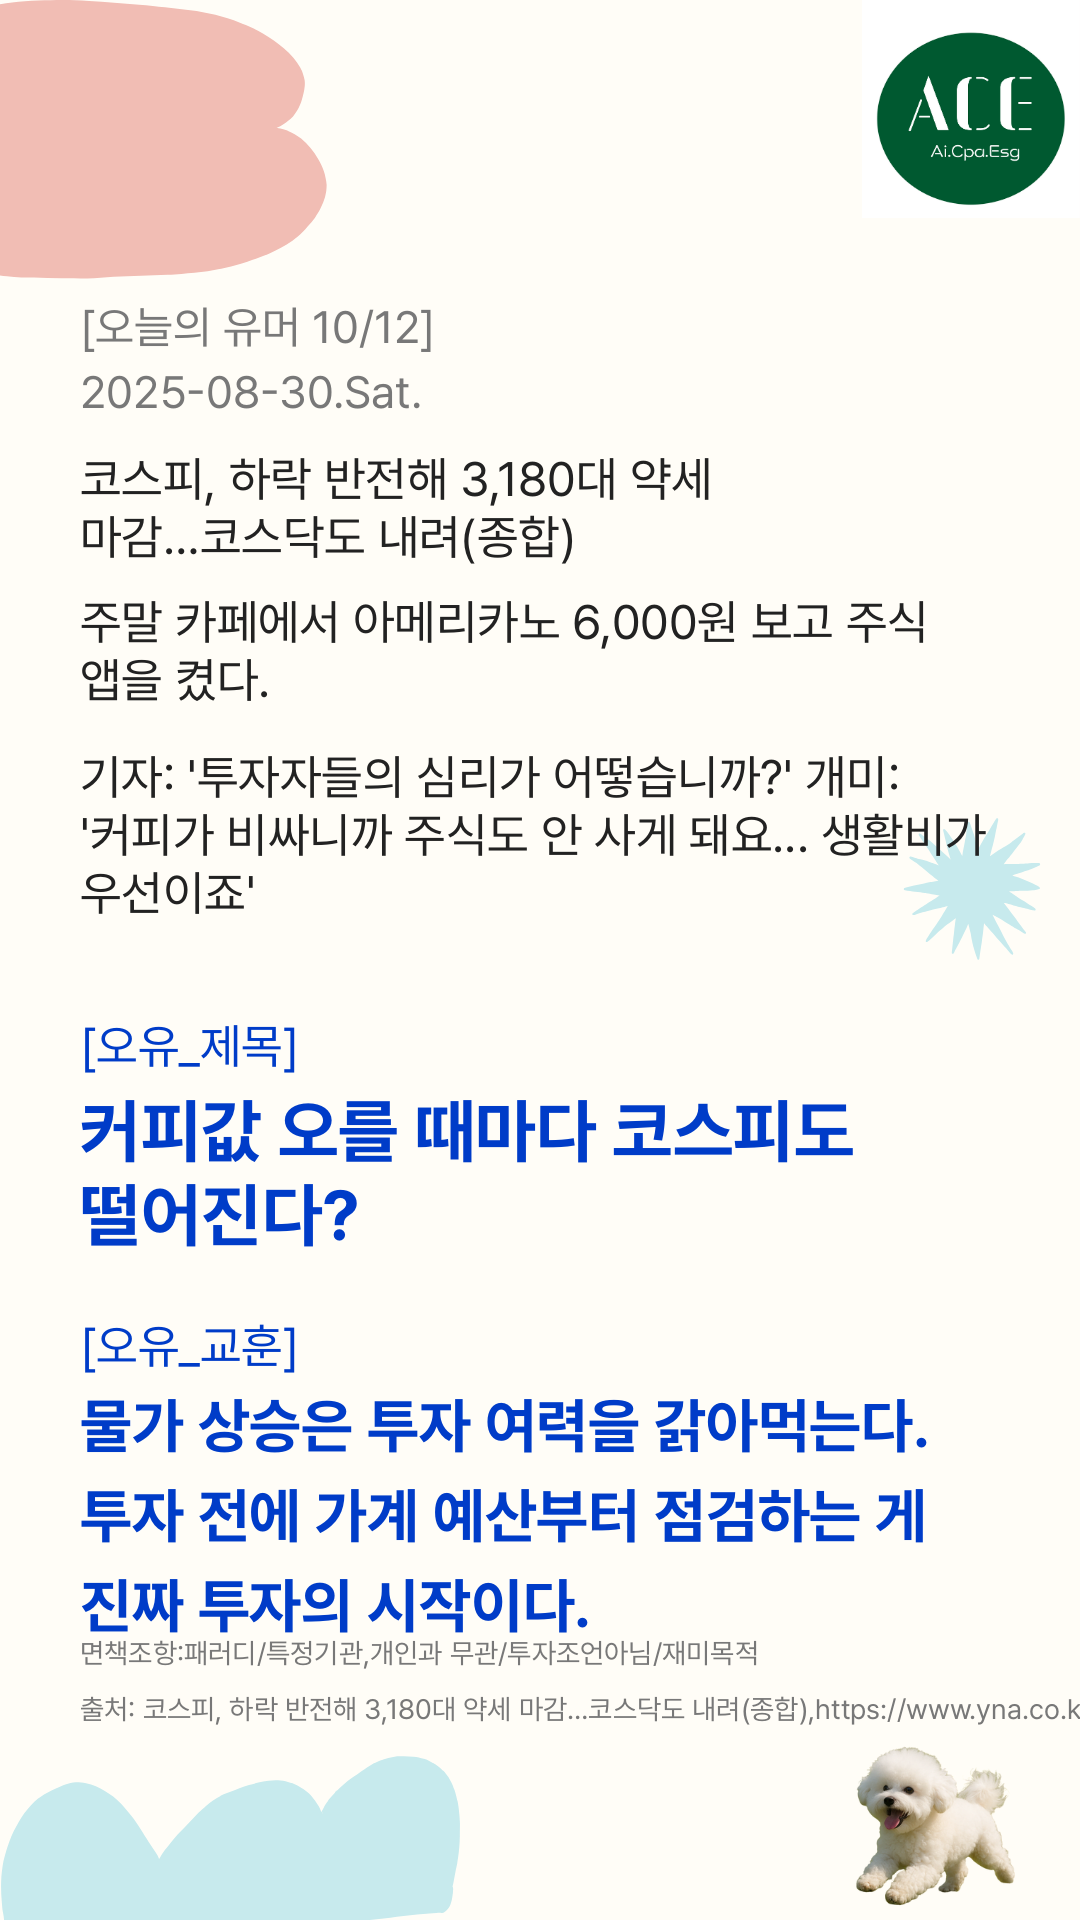 ACE
Ai.Cpa.Esg
[오늘의 유머 10/12]
2025-08-30.Sat.
코스피, 하락 반전해 3,180대 약세
마감...코스닥도 내려(종합)
주말 카페에서 아메리카노 6,000원 보고 주식
앱을 켰다.
기자: '투자자들의 심리가 어떻습니까?' 개미:
'커피가 비싸니까 주식도 안 사게 돼요... 생활비가
우선이죠'
[오유_제목]
커피값 오를 때마다 코스피도
떨어진다?
[오유_교훈]
물가 상승은 투자 여력을 갉아먹는다.
투자 전에 가계 예산부터 점검하는 게
진짜 투자의 시작이다.
면책조항:패러디/특정기관,개인과 무관/투자조언아님/재미목적
출처: 코스피, 하락 반전해 3,180대 약세 마감...코스닥도 내려(종합),https://www.yna.co.k